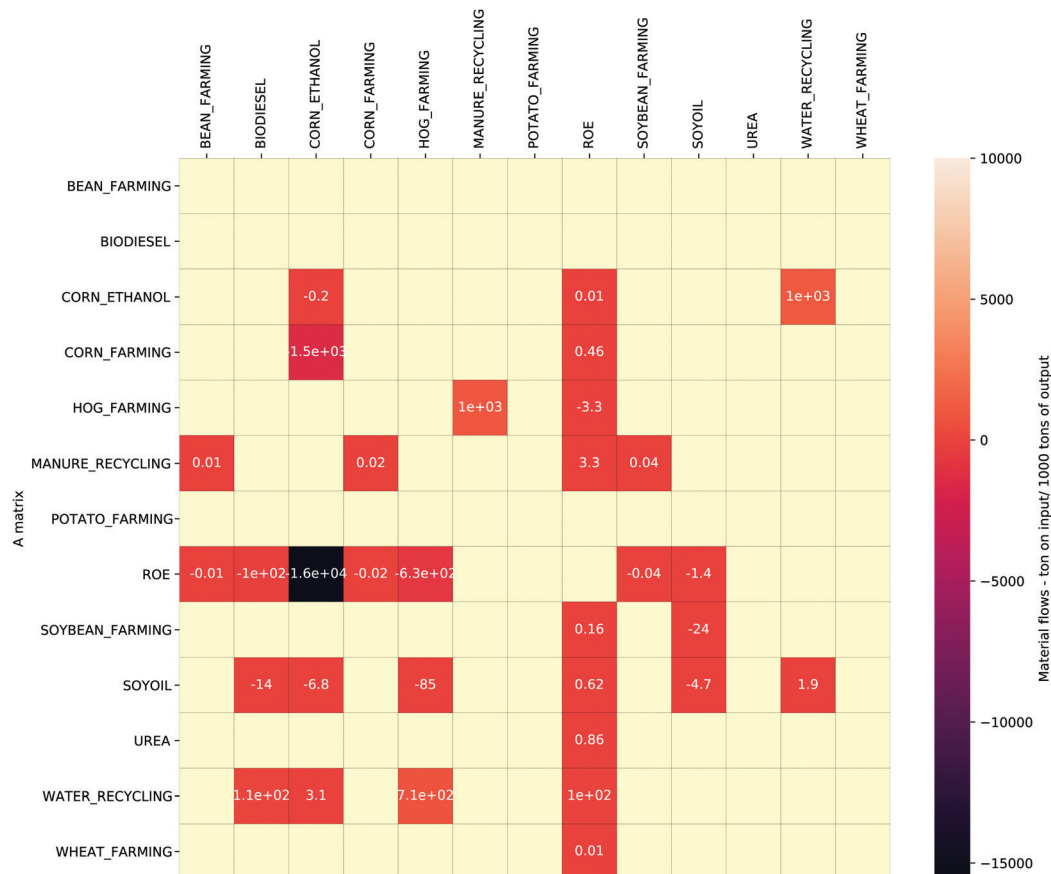 BEAN_FARMING
BIODIESEL
CORN_ETHANOL
CORN_FARMING
HOG_FARMING
MANURE_RECYCLING
POTATO_FARMING
ROE
SOYBEAN_FARMING
SOYOIL
UREA
WATER_RECYCLING
WHEAT_FARMING
A matrix
BEAN_FARMING
BIODIESEL
CORN_ETHANOL -0.2 0.01 1e+03
CORN_FARMING -1.5e+03 0.46
HOG_FARMING 1e+03 -3.3
MANURE_RECYCLING 0.01 0.02 3.3 0.04
POTATO_FARMING
ROE -0.01 -1e+02 -1.6e+04 -0.02 -6.3e+02 -0.04 -1.4
SOYBEAN_FARMING 0.16 -24
SOYOIL -14 -6.8 -85 0.62 -4.7 1.9
UREA 0.86
WATER_RECYCLING 1.1e+02 3.1 7.1e+02 1e+02
WHEAT_FARMING 0.01
10000
5000
0
−5000
−10000
−15000
Material flows - ton on input/ 1000 tons of output